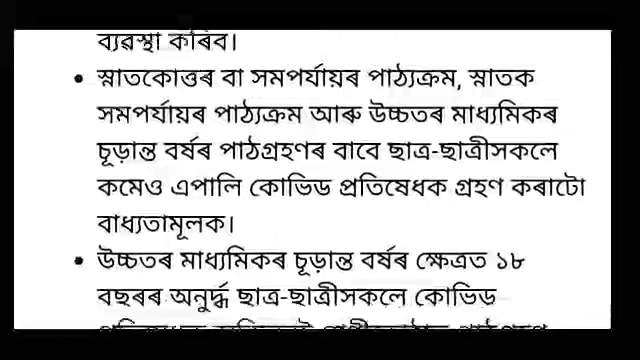 ব্যৱস্থা কৰিব।
• স্নাতকোত্তৰ বা সমপৰ্যায়ৰ পাঠ্যক্ৰম, স্নাতক
সমপৰ্যায়ৰ পাঠ্যক্ৰম আৰু উচ্চতৰ মাধ্যমিকৰ
চূড়ান্ত বৰ্ষৰ পাঠগ্ৰহণৰ বাবে ছাত্ৰ-ছাত্ৰীসকলে
কমেও এপালি কোভিড প্ৰতিষেধক গ্ৰহণ কৰাটো
বাধ্যতামূলক।
• উচ্চতৰ মাধ্যমিকৰ চূড়ান্ত বৰ্ষৰ ক্ষেত্ৰত ১৮
বছৰৰ অনুৰ্দ্ধ ছাত্ৰ-ছাত্ৰীসকলে কোভিড